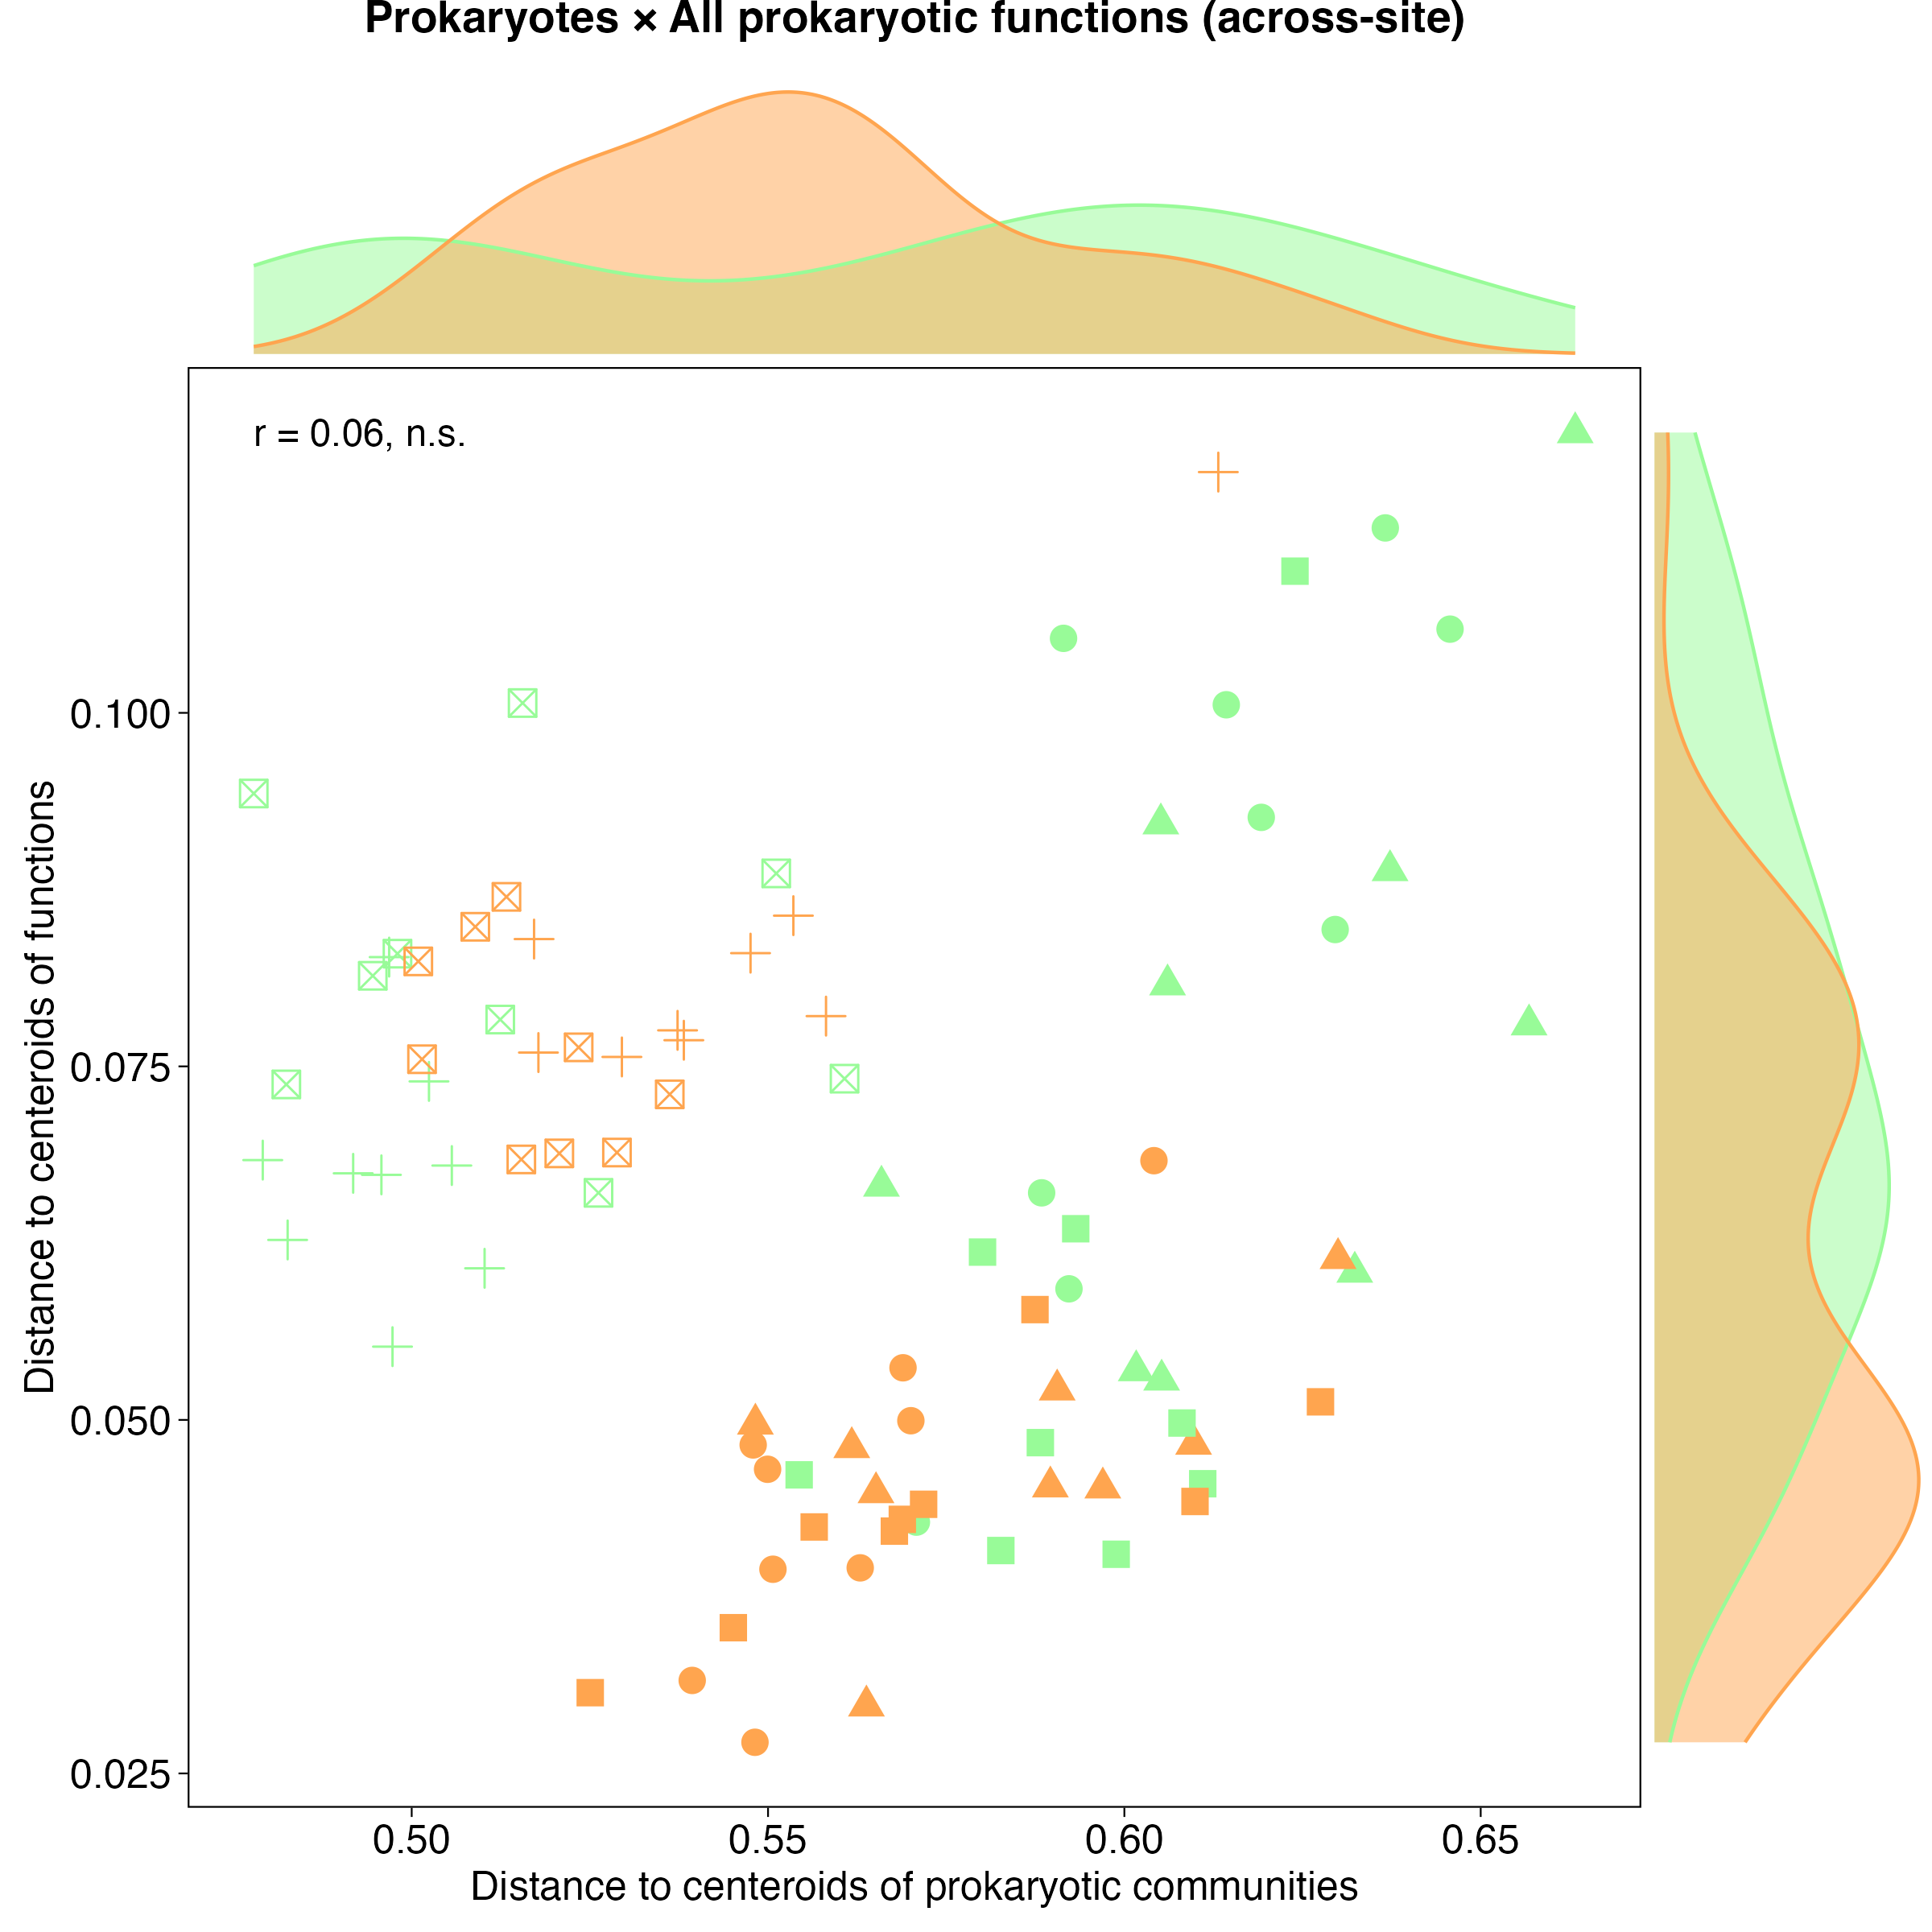 Prokaryotes × All prokaryotic functions (across-site)
r = 0.06, n.s.
0.100
0.075
0.050
0.025
Distance to centeroids of functions
0.50 0.55 0.60 0.65
Distance to centeroids of prokaryotic communities